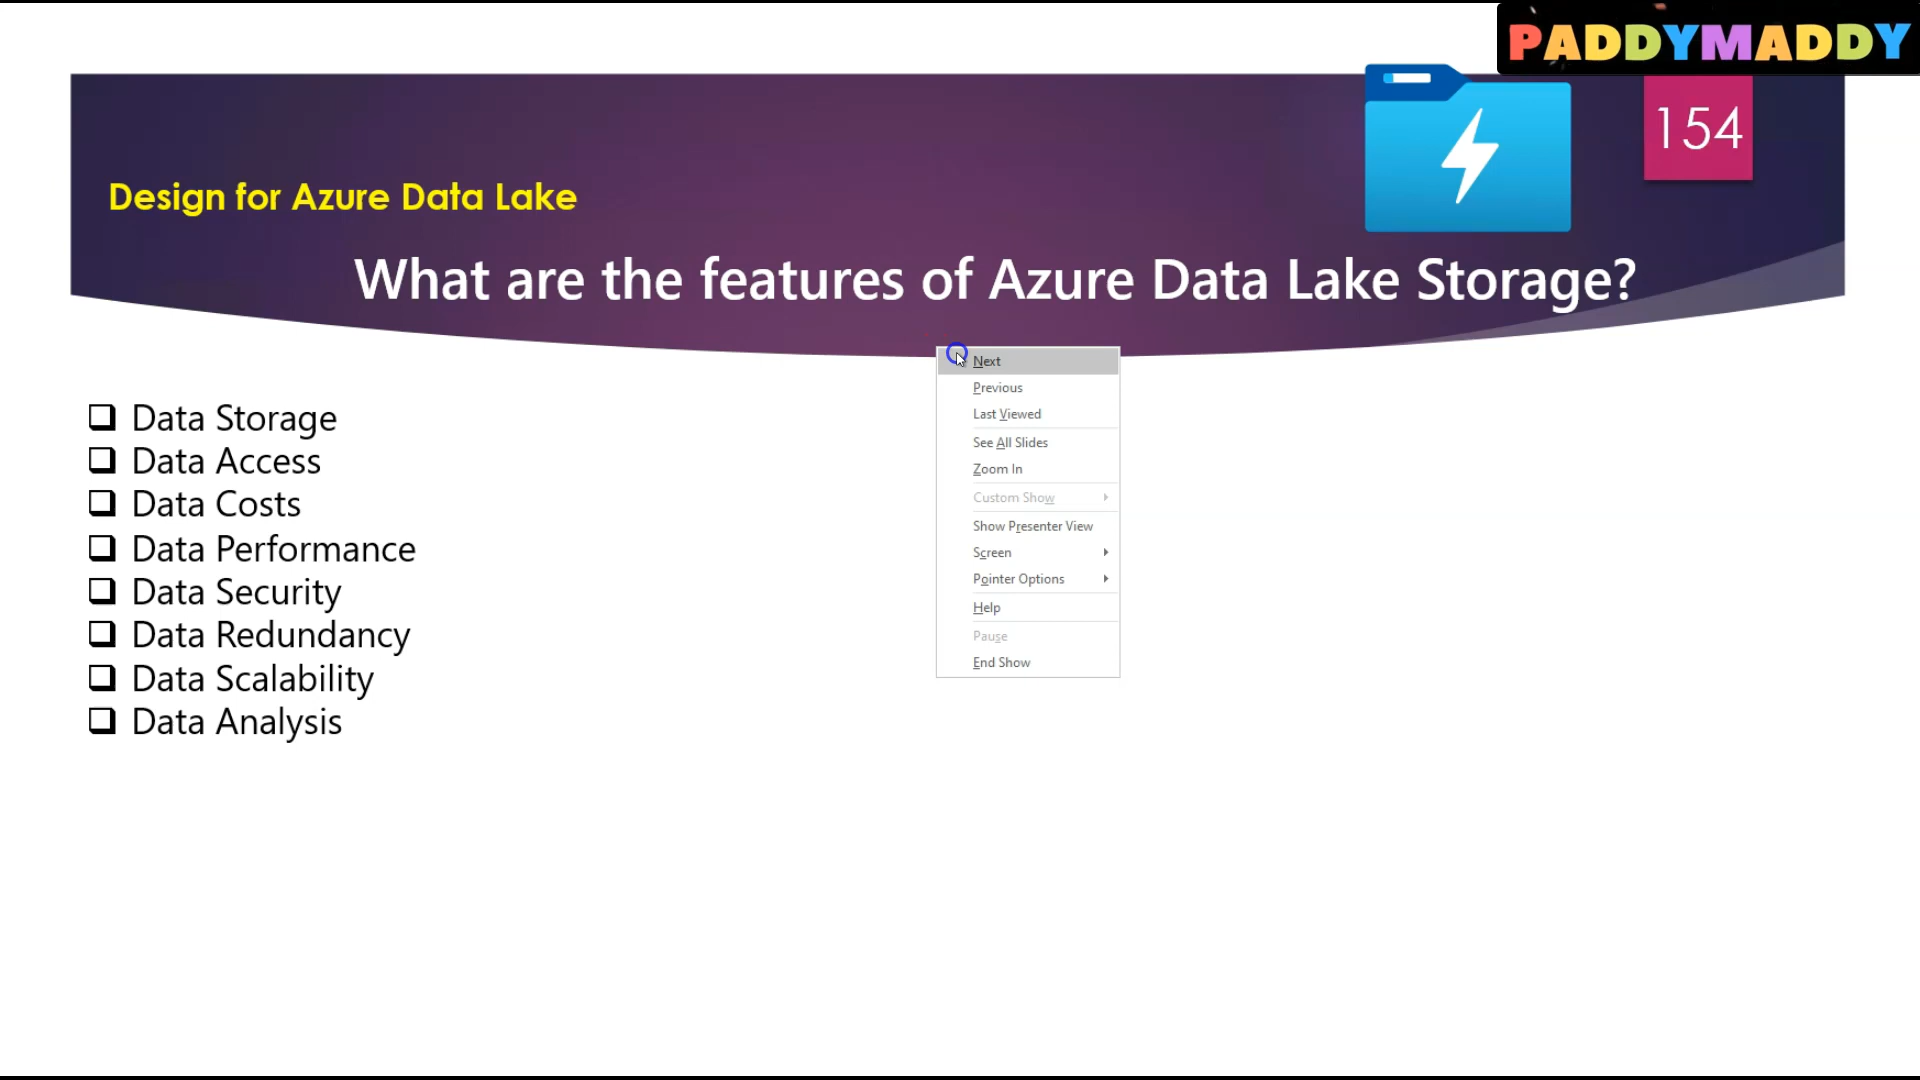 PADDYMADDY
154
Design for Azure Data Lake
What are the features of Azure Data Lake Storage?
Data Storage
Data Access
Data Costs
Data Performance
Data Security
Data Redundancy
Data Scalability
Data Analysis
Next
Previous
Last Viewed
See All Slides
Zoom In
Custom Show
Show Presenter View
Screen
Pointer Options
Help
Pause
End Show